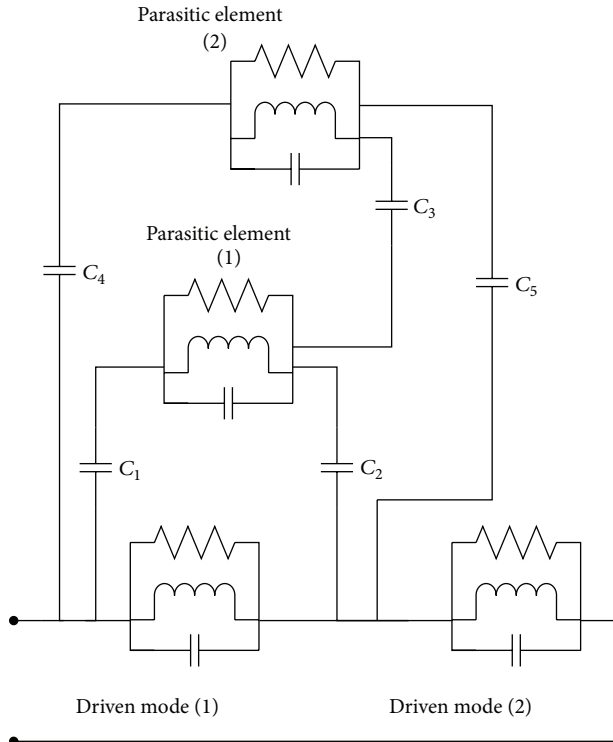 Parasitic element
(2)
C3
Parasitic element
(1)
C4
C5
C1
C2
Driven mode (1)
Driven mode (2)